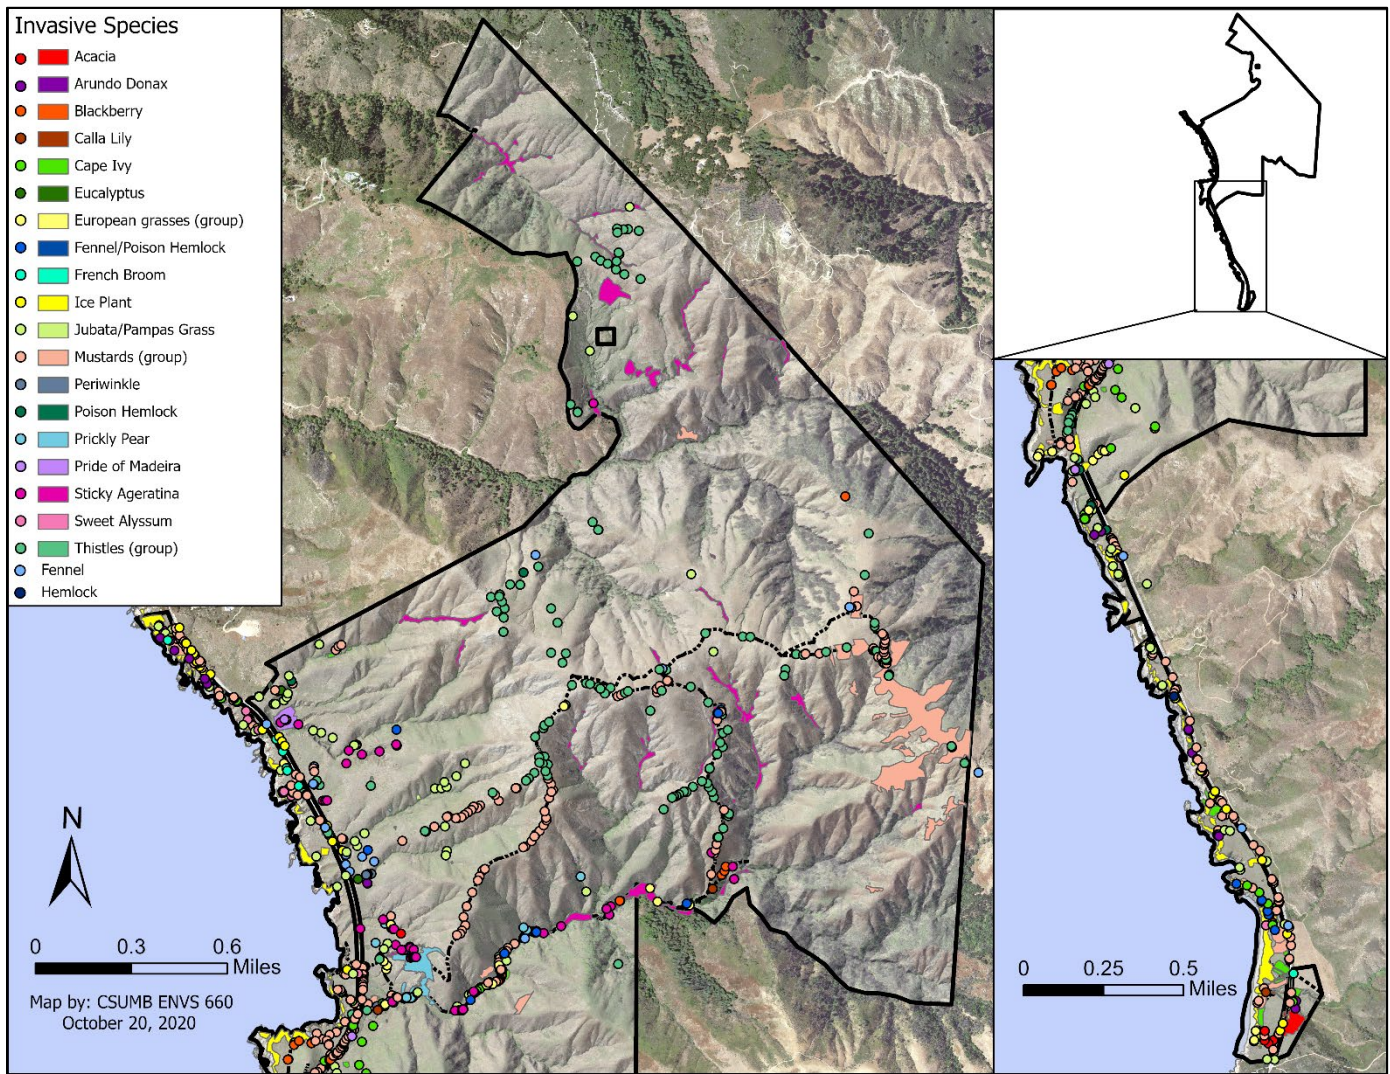 Invasive Species
Acacia
Arundo Donax
Blackberry
Calla Lily
Cape Ivy
Eucalyptus
European grasses (group)
Fennel/Poison Hemlock
French Broom
Ice Plant
Jubata/Pampas Grass
Mustards (group)
Periwinkle
Poison Hemlock
Prickly Pear
Pride of Madeira
Sticky Ageratina
Sweet Alyssum
Thistles (group)
Fennel
Hemlock
N
0 0.3 0.6
Miles
Map by: CSUMB ENVS 660
October 20, 2020
0 0.25 0.5
Miles